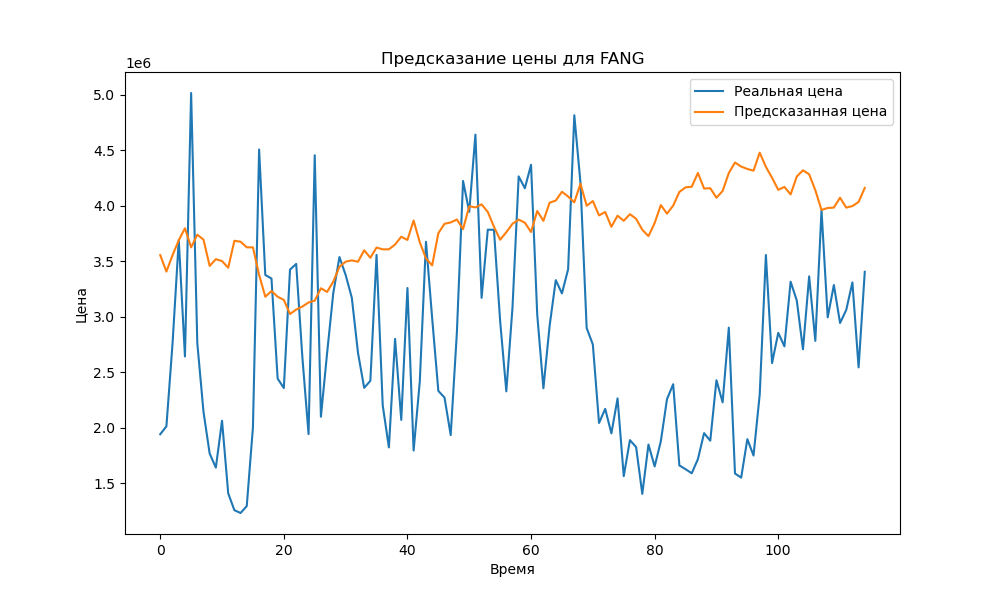 Предсказание цены для FANG
1e6
Реальная цена
Предсказанная цена
5.0
4.5
4.0
3.5
3.0
2.5
2.0
1.5
Цена
0 20 40 60 80 100
Время